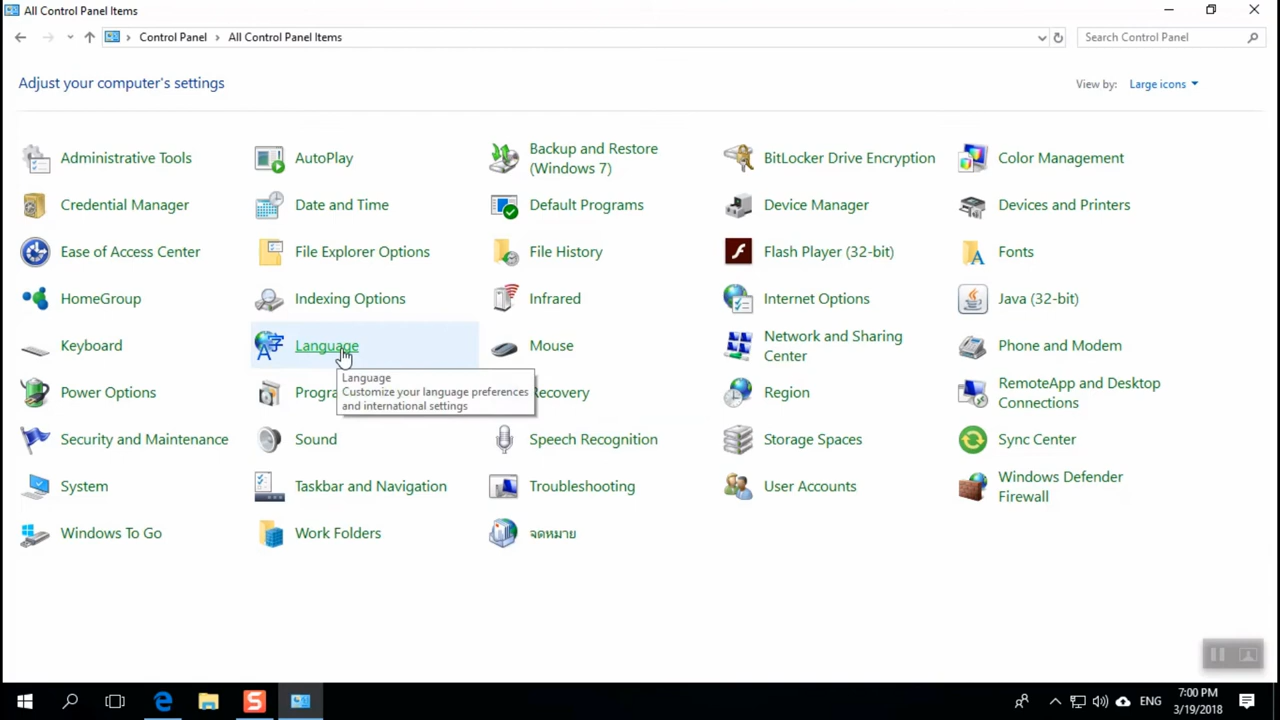 All Control Panel Items
Control Panel All Control Panel Items
Search Control Panel
Adjust your computer's settings
View by: Large icons
Administrative Tools
AutoPlay
Backup and Restore
(Windows 7)
BitLocker Drive Encryption
Color Management
Credential Manager
Date and Time
Default Programs
Device Manager
Devices and Printers
Ease of Access Center
File Explorer Options
File History
Flash Player (32-bit)
Fonts
HomeGroup
Indexing Options
Infrared
Internet Options
Java (32-bit)
Keyboard
Language
Mouse
Network and Sharing
Center
Phone and Modem
Language
Customize your language preferences
and international settings
Power Options
Progra
Recovery
Region
RemoteApp and Desktop
Connections
Security and Maintenance
Sound
Speech Recognition
Storage Spaces
Sync Center
System
Taskbar and Navigation
Troubleshooting
User Accounts
Windows Defender
Firewall
Windows To Go
Work Folders
จดหมาย
ENG
7:00 PM
3/19/2018